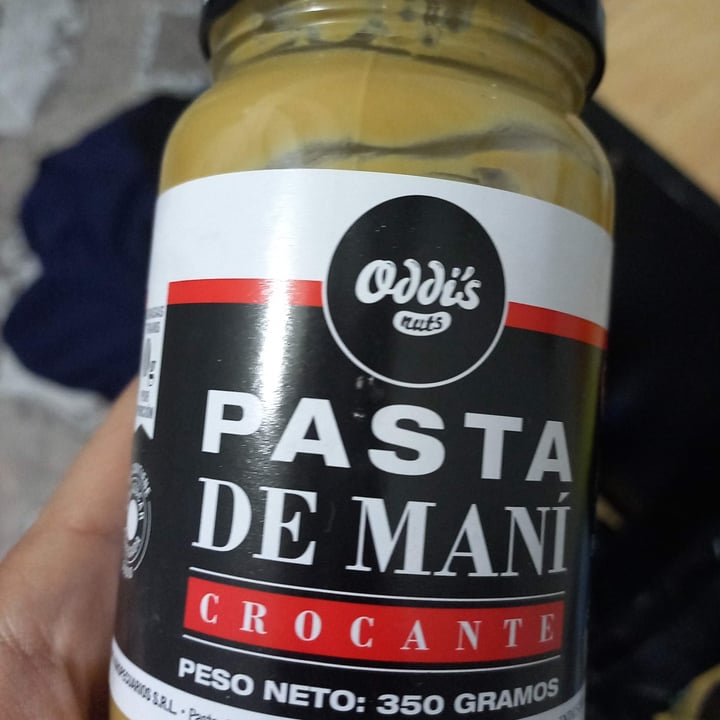 Oddi's
nuts
PASTA
DE MANÍ
CROCANTE
PESO NETO: 350 GRAMOS
S.R.L. •